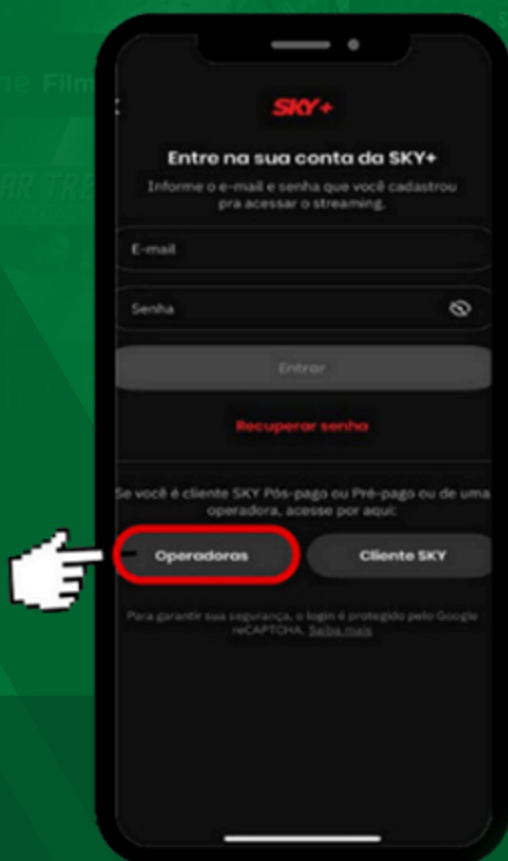 SKY+
Entre na sua conta da SKY+
Informe o e-mail e senha que você cadastrou
pra acessar o streaming.
E-mail
Senha
Entrar
Recuperar senha
Se você é cliente SKY Pós-pago ou Pré-pago ou de uma
operadora, acesse por aqui:
Operadoras
Cliente SKY
Para garantir sua segurança, o login é protegido pelo Google
reCAPTCHA. Saiba mais